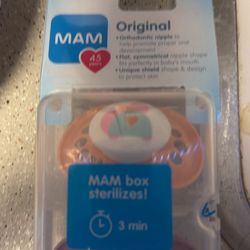 MAM
45
years
Original
• Orthodontic nipple to
help promote proper oral
development
• Flat, symmetrical nipple shape
fits perfectly in baby's mouth
• Unique shield shape & design
to protect skin
MAM box
sterilizes!
3 min
6